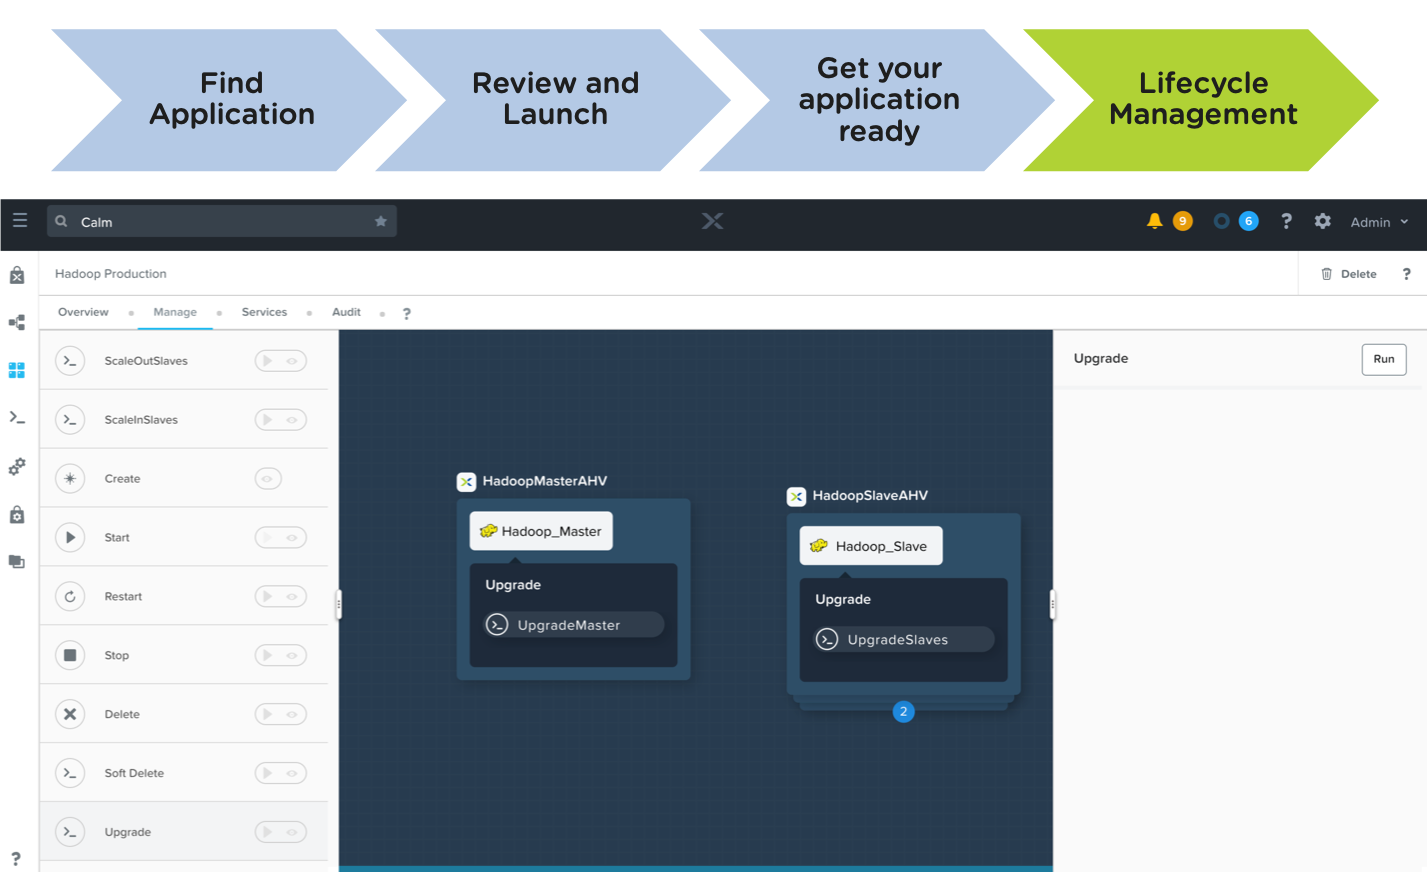 Find
Application
Review and
Launch
Get your
application
ready
Lifecycle
Management
Calm
9
6
?
Admin
Hadoop Production
Delete
?
Overview
Manage
Services
Audit
?
ScaleOutSlaves
ScaleInSlaves
Create
Start
Restart
Stop
Delete
Soft Delete
Upgrade
?
HadoopMasterAHV
Hadoop_Master
Upgrade
UpgradeMaster
HadoopSlaveAHV
Hadoop_Slave
Upgrade
UpgradeSlaves
2
Upgrade
Run